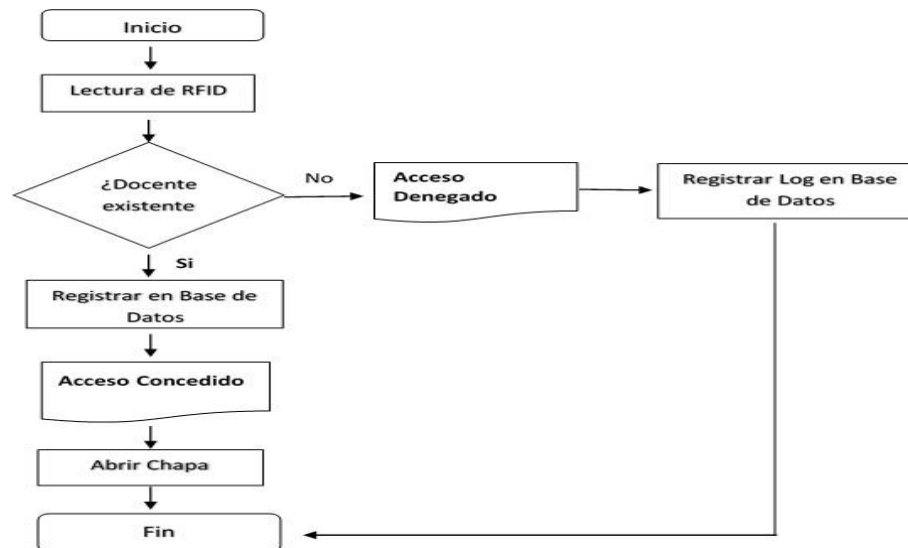 Inicio
Lectura de RFID
¿Docente
existente
No
Acceso
Denegado
Registrar Log en Base
de Datos
Si
Registrar en Base de
Datos
Acceso Concedido
Abrir Chapa
Fin